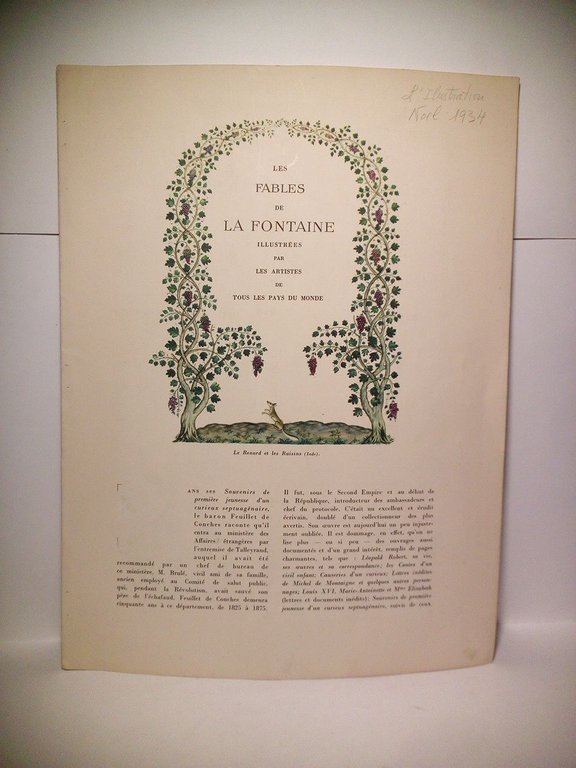 L'Illustration
Noël 1934
LES
FABLES
DE
LA FONTAINE
ILLUSTRÉES
PAR
LES ARTISTES
DE
TOUS LES PAYS DU MONDE
Le Renard et les Raisins (Inde).
ANS ses Souvenirs de
première jeunesse d'un
curieux septuagénaire,
le baron Feuillet de
Conches raconte qu'il
entra au ministère des
Affaires étrangères par
l'entremise de Talleyrand,
auquel il avait été
recommandé par un chef de bureau de
ce ministère, M. Brulé, vieil ami de sa famille,
ancien employé au Comité de salut public,
qui, pendant la Révolution, avait sauvé son
père de l'échafaud. Feuillet de Conches demeura
cinquante ans à ce département, de 1825 à 1875.
Il fut, sous le Second Empire et au début de
la République, introducteur des ambassadeurs et
chef du protocole. C'était un excellent et érudit
écrivain, doublé d'un collectionneur des plus
avertis. Son œuvre est aujourd'hui un peu injuste-
ment oubliée. Il est dommage, en effet, qu'on ne
lise plus — ou si peu — des ouvrages aussi
documentés et d'un grand intérêt, remplis de pages
charmantes, tels que : Léopold Robert, sa vie,
ses œuvres et sa correspondance; les Contes d'un
vieil enfant; Causeries d'un curieux; Lettres inédites
de Michel de Montaigne et quelques autres person-
nages; Louis XVI, Marie-Antoinette et Mme Elisabeth
(lettres et documents inédits); Souvenirs de première
jeunesse d'un curieux septuagénaire, suivis de ceux